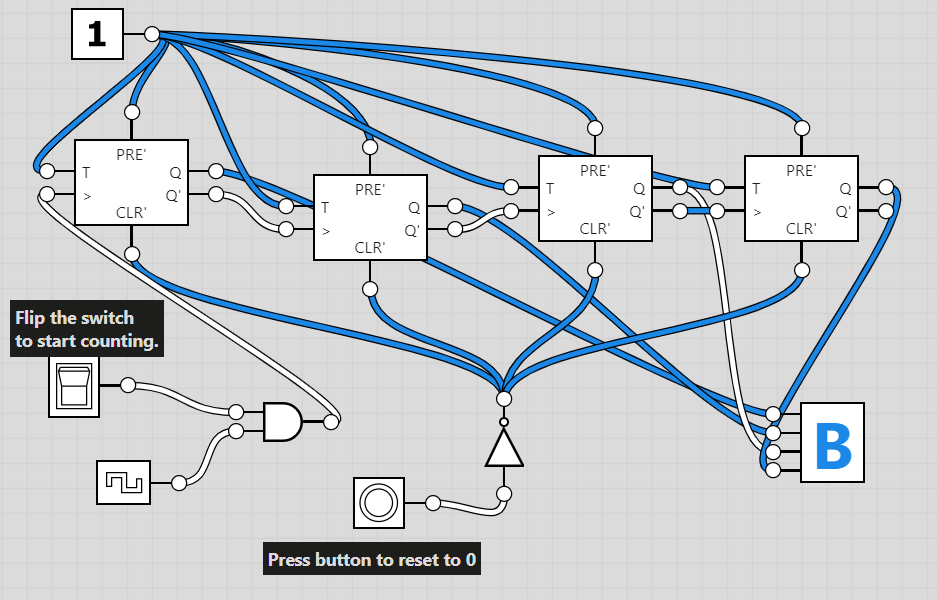 1
PRE'
T Q
> Q'
CLR'
PRE'
T Q
> Q'
CLR'
PRE'
T Q
> Q'
CLR'
PRE'
T Q
> Q'
CLR'
Flip the switch
to start counting.
B
Press button to reset to 0